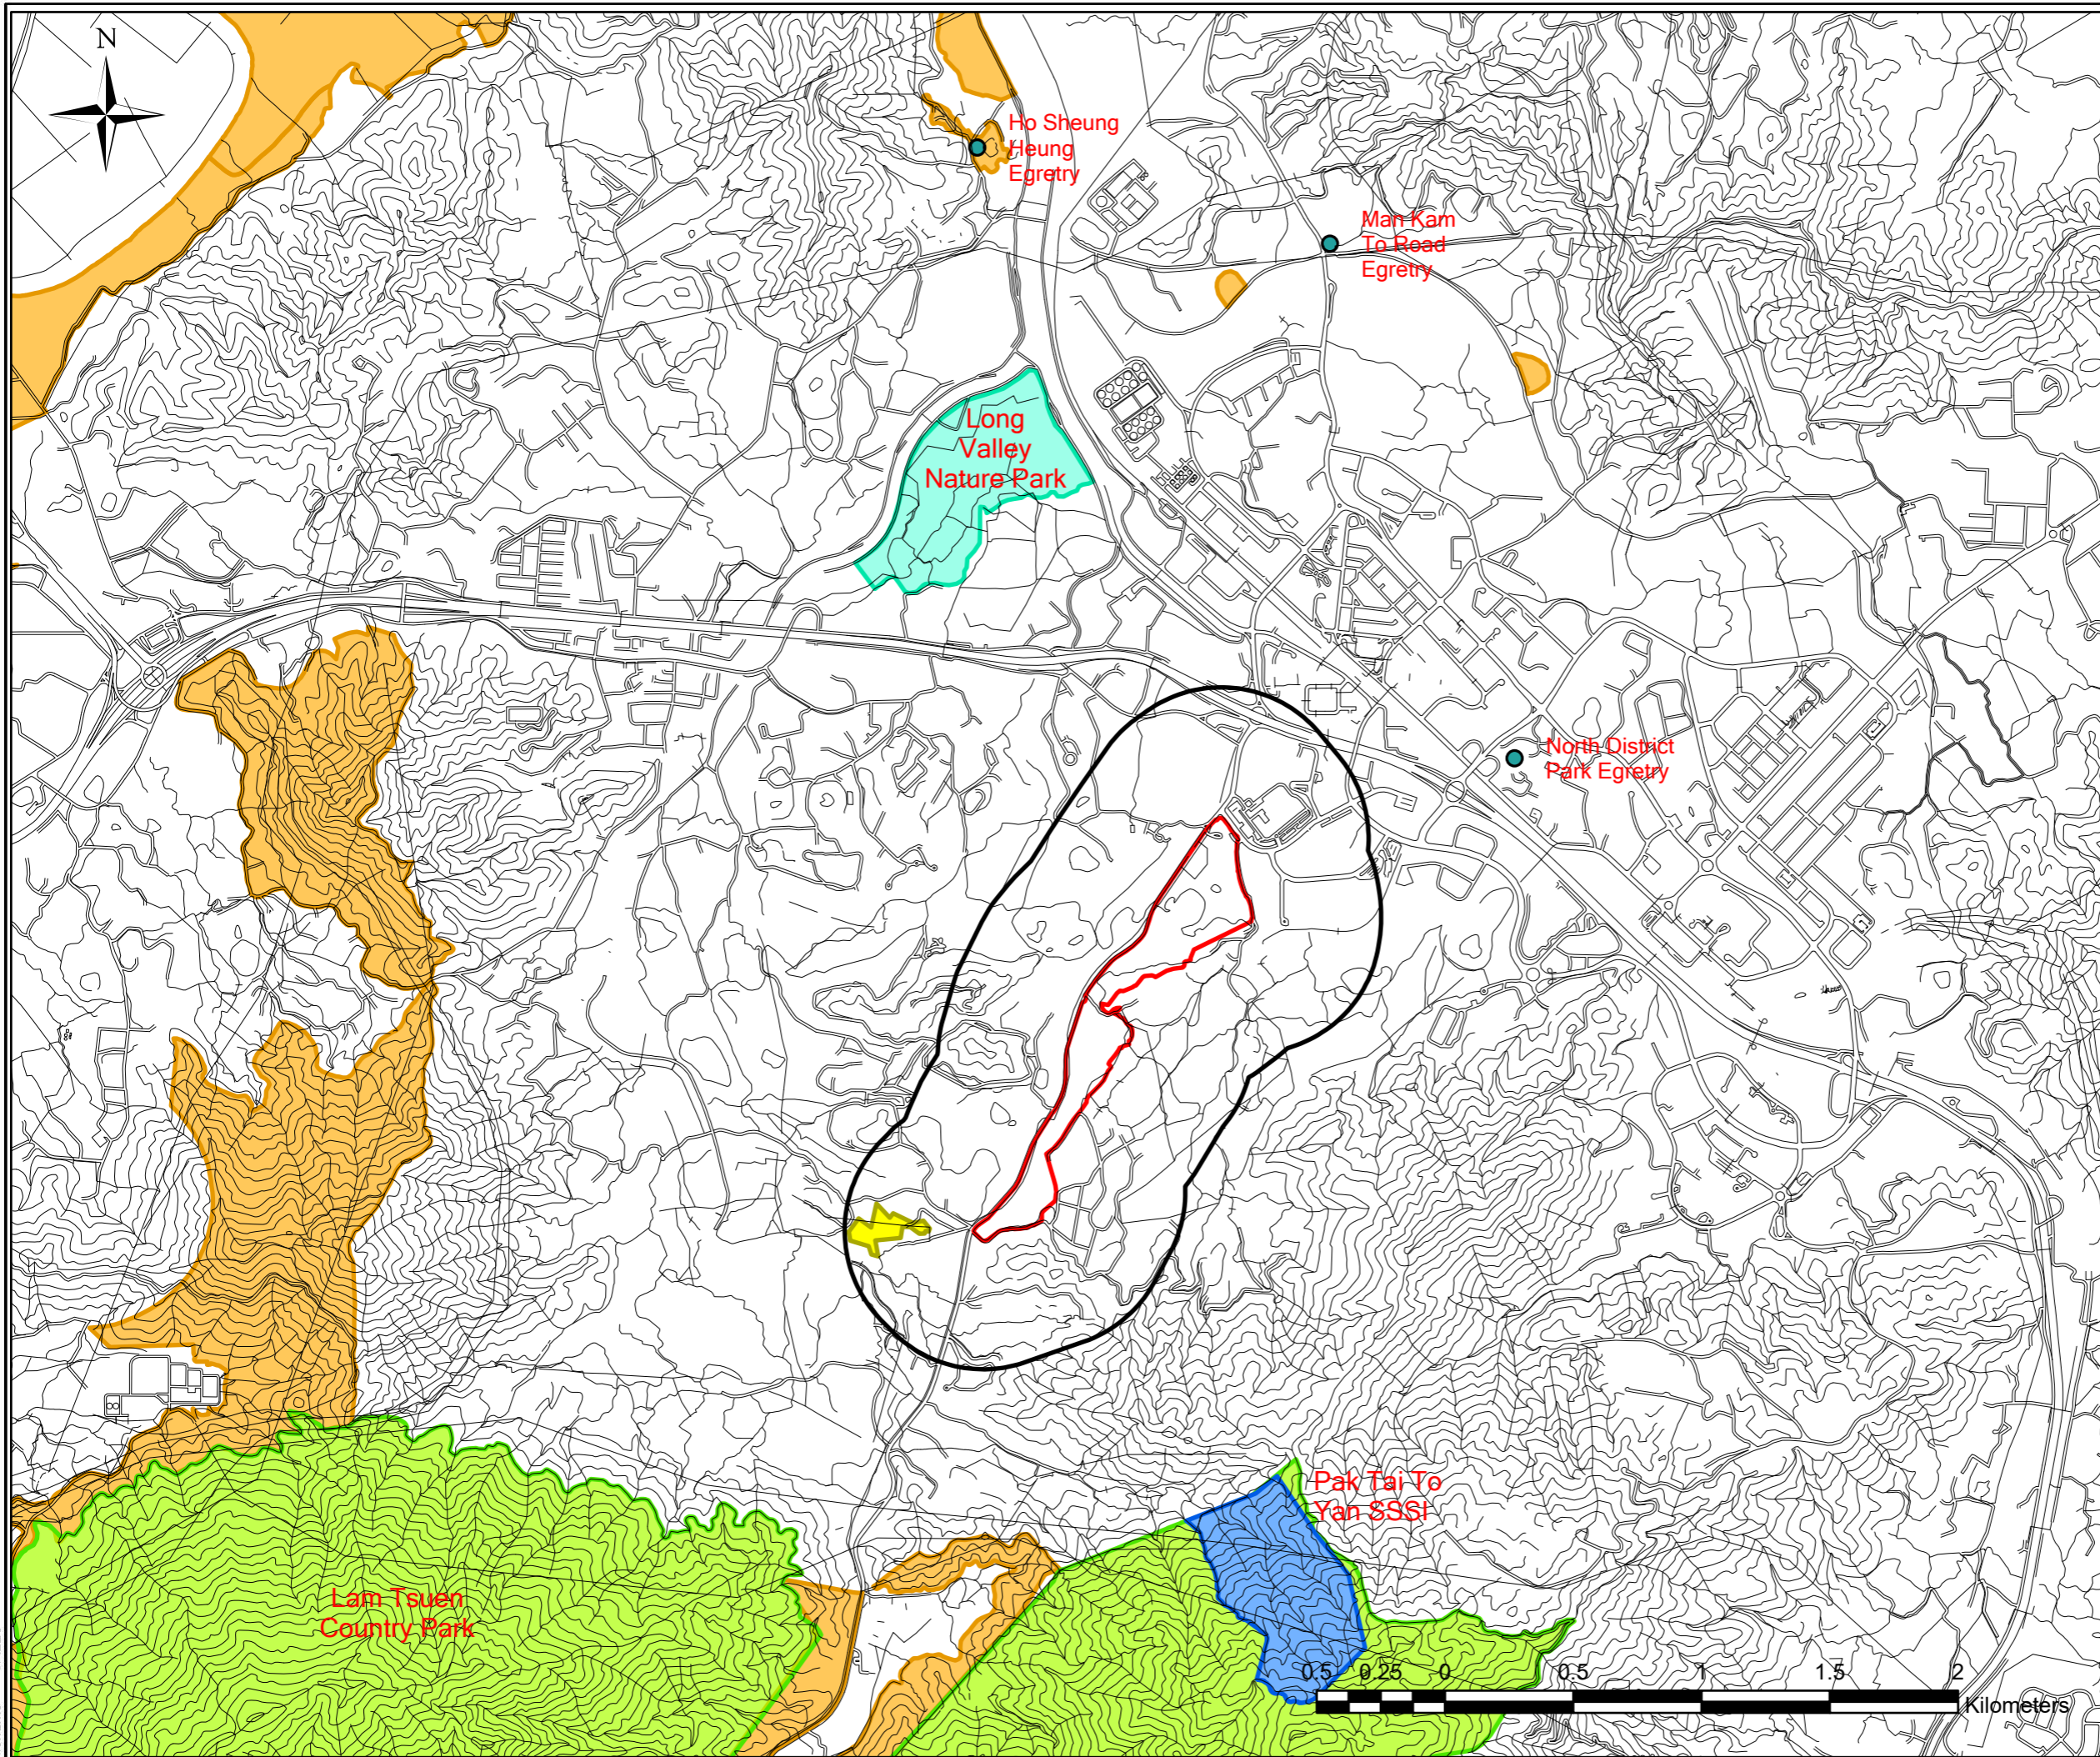 N
Ho Sheung
Heung
Egretry
Man Kam
To Road
Egretry
Long
Valley
Nature Park
North District
Park Egretry
Pak Tai To
Yan SSSI
Lam Tsuen
Country Park
0.5 0.25 0 0.5 1 1.5 2
Kilometers